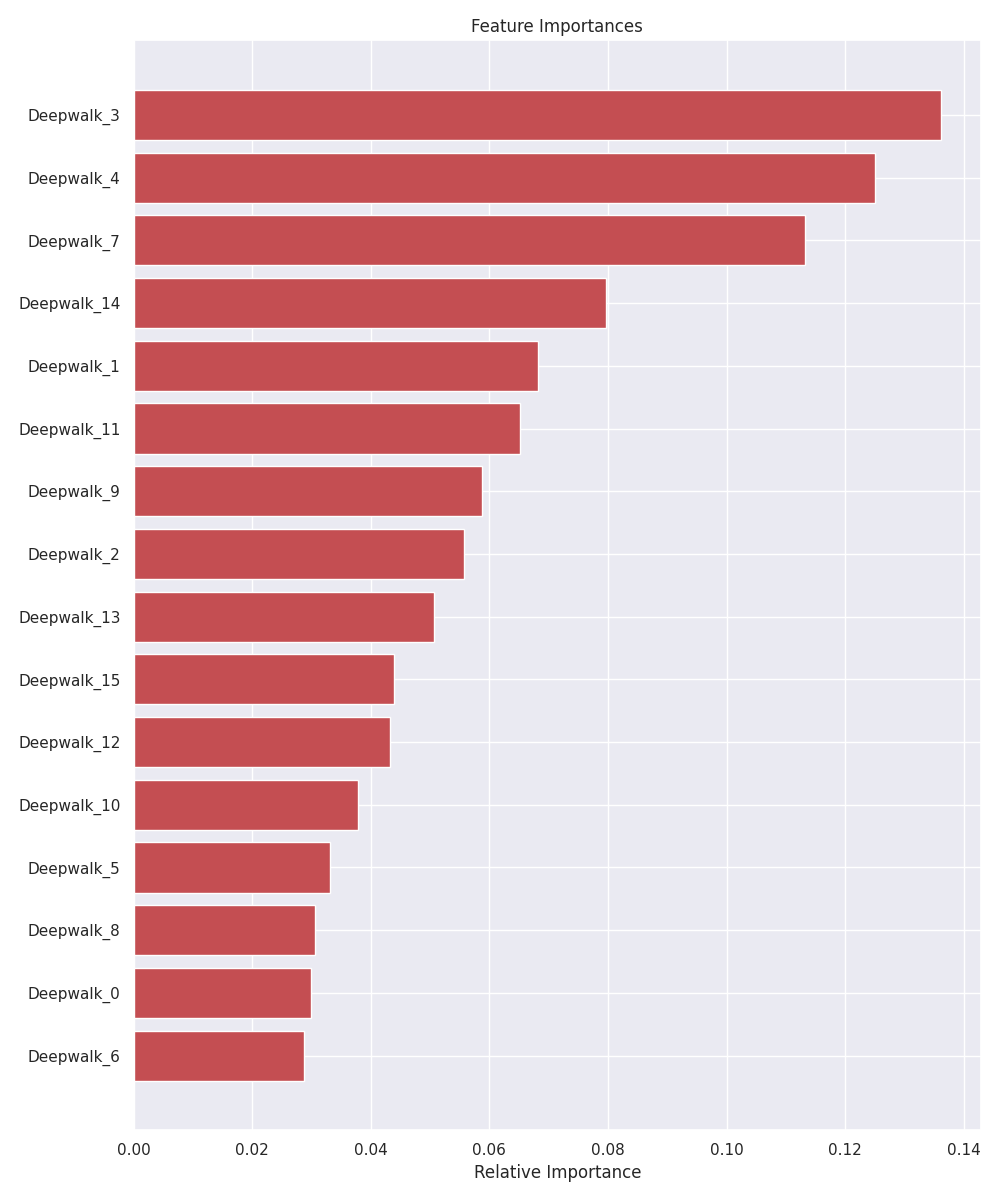 Feature Importances
Deepwalk_3
Deepwalk_4
Deepwalk_7
Deepwalk_14
Deepwalk_1
Deepwalk_11
Deepwalk_9
Deepwalk_2
Deepwalk_13
Deepwalk_15
Deepwalk_12
Deepwalk_10
Deepwalk_5
Deepwalk_8
Deepwalk_0
Deepwalk_6
0.00 0.02 0.04 0.06 0.08 0.10 0.12 0.14
Relative Importance